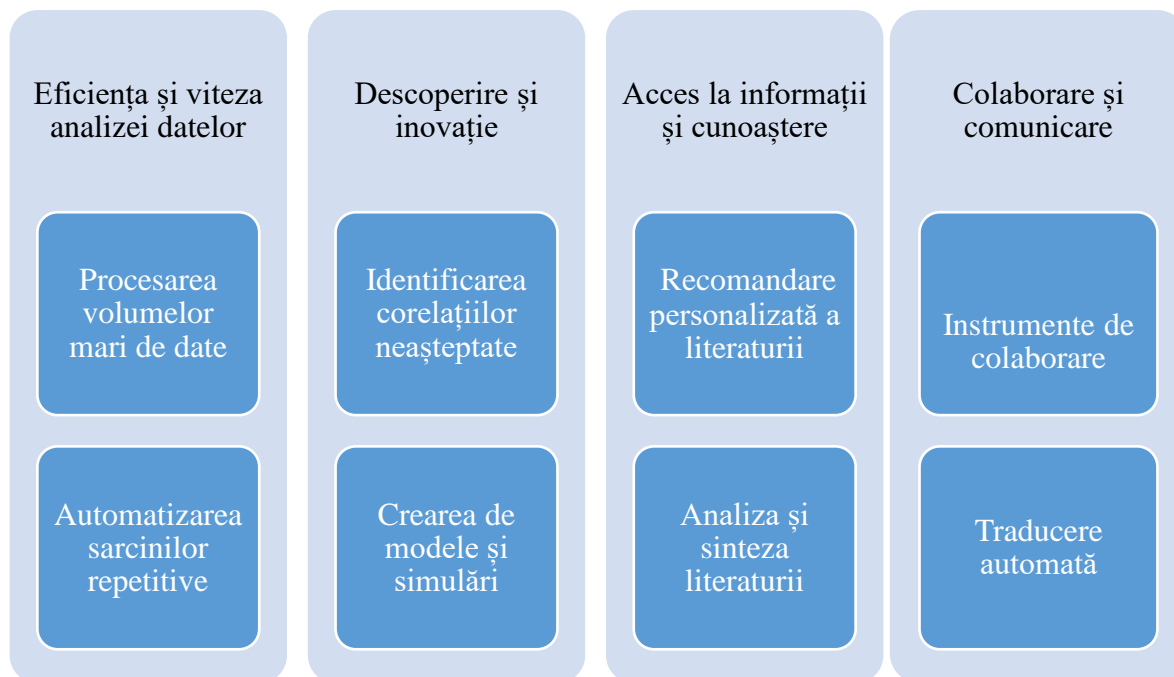 Eficiența și viteza
analizei datelor
Procesarea
volumelor
mari de date
Automatizarea
sarcinilor
repetitive
Descoperire și
inovație
Identificarea
corelațiilor
neașteptate
Crearea de
modele și
simulări
Acces la informații
și cunoaștere
Recomandare
personalizată a
literaturii
Analiza și
sinteza
literaturii
Colaborare și
comunicare
Instrumente de
colaborare
Traducere
automată